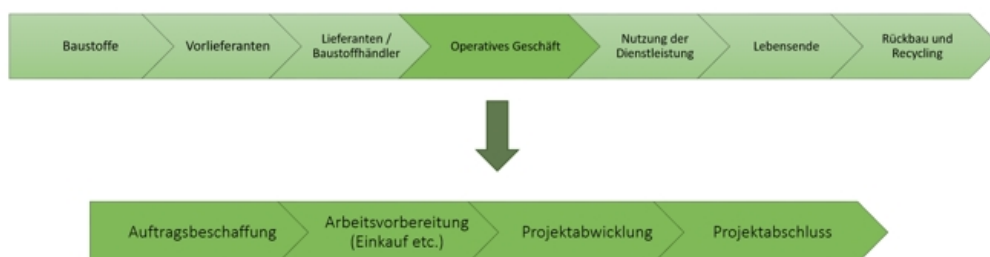 Baustoffe
Vorlieferanten
Lieferanten /
Baustoffhändler
Operatives Geschäft
Nutzung der
Dienstleistung
Lebensende
Rückbau und
Recycling
Auftragsbeschaffung
Arbeitsvorbereitung
(Einkauf etc.)
Projektabwicklung
Projektabschluss